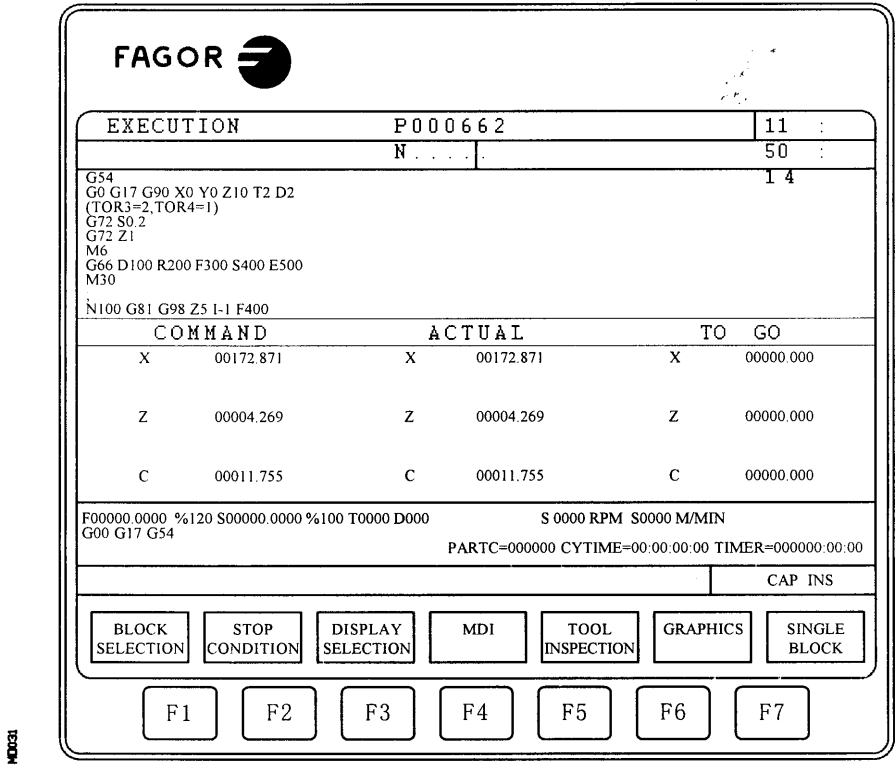 FAGOR
EXECUTION P000662 11 :
N . . . . . 50 :
14
G54
G0 G17 G90 X0 Y0 Z10 T2 D2
(TOR3=2,TOR4=1)
G72 S0.2
G72 Z1
M6
G66 D100 R200 F300 S400 E500
M30
.
N100 G81 G98 Z5 I-1 F400
COMMAND ACTUAL TO GO
X 00172.871 X 00172.871 X 00000.000
Z 00004.269 Z 00004.269 Z 00000.000
C 00011.755 C 00011.755 C 00000.000
F00000.0000 %120 S00000.0000 %100 T0000 D000 S 0000 RPM S0000 M/MIN
G00 G17 G54
PARTC=000000 CYTIME=00:00:00:00 TIMER=000000:00:00
CAP INS
BLOCK SELECTION
STOP CONDITION
DISPLAY SELECTION
MDI
TOOL INSPECTION
GRAPHICS
SINGLE BLOCK
F1 F2 F3 F4 F5 F6 F7
MD031